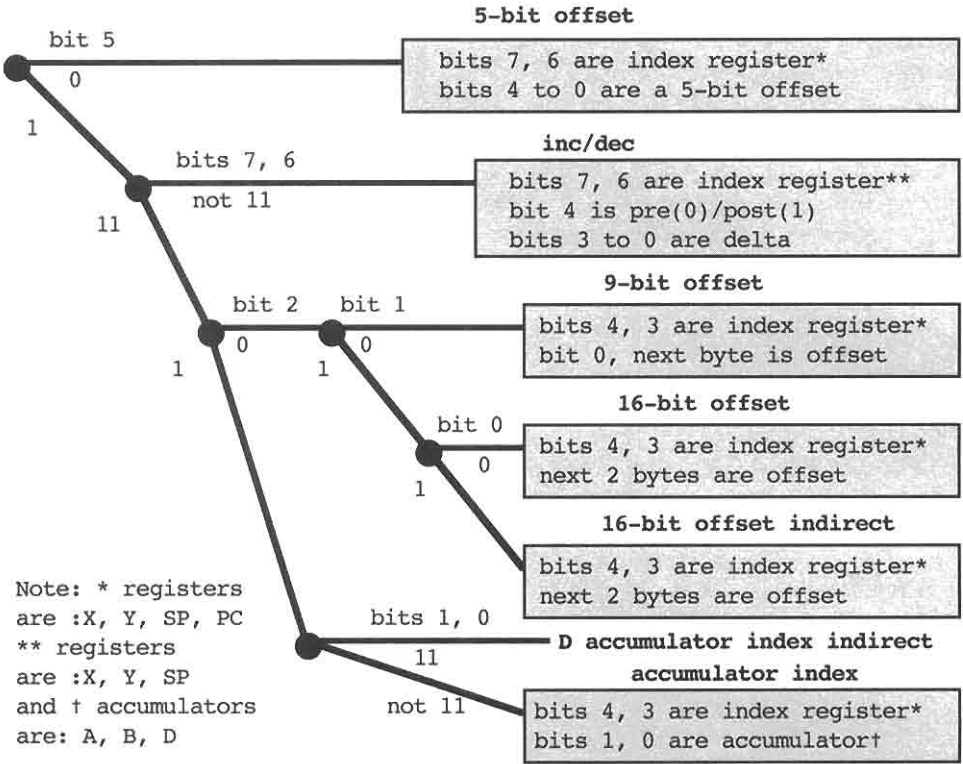 5-bit offset
bit 5
0
bits 7, 6 are index register*
bits 4 to 0 are a 5-bit offset
1
inc/dec
bits 7, 6
not 11
bits 7, 6 are index register**
bit 4 is pre(0)/post(1)
bits 3 to 0 are delta
11
9-bit offset
bit 2
0
bit 1
0
bits 4, 3 are index register*
bit 0, next byte is offset
1
1
16-bit offset
bit 0
0
bits 4, 3 are index register*
next 2 bytes are offset
1
16-bit offset indirect
bits 4, 3 are index register*
next 2 bytes are offset
bits 1, 0
11
D accumulator index indirect
accumulator index
not 11
bits 4, 3 are index register*
bits 1, 0 are accumulator†
Note: * registers
are :X, Y, SP, PC
** registers
are :X, Y, SP
and † accumulators
are: A, B, D